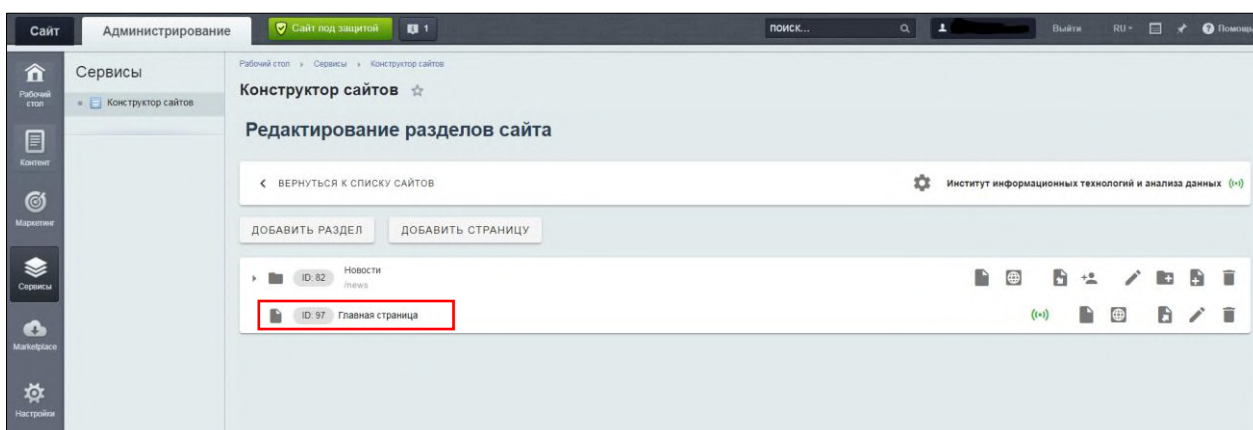 Сайт
Администрирование
Сайт под защитой
1
поиск...
Выйти
RU
Помощь
Рабочий стол
Контент
Маркетинг
Сервисы
Marketplace
Настройки
Сервисы
Конструктор сайтов
Рабочий стол › Сервисы › Конструктор сайтов
Конструктор сайтов
Редактирование разделов сайта
ВЕРНУТЬСЯ К СПИСКУ САЙТОВ
Институт информационных технологий и анализа данных
ДОБАВИТЬ РАЗДЕЛ
ДОБАВИТЬ СТРАНИЦУ
ID: 82
Новости
/news
ID: 97 Главная страница